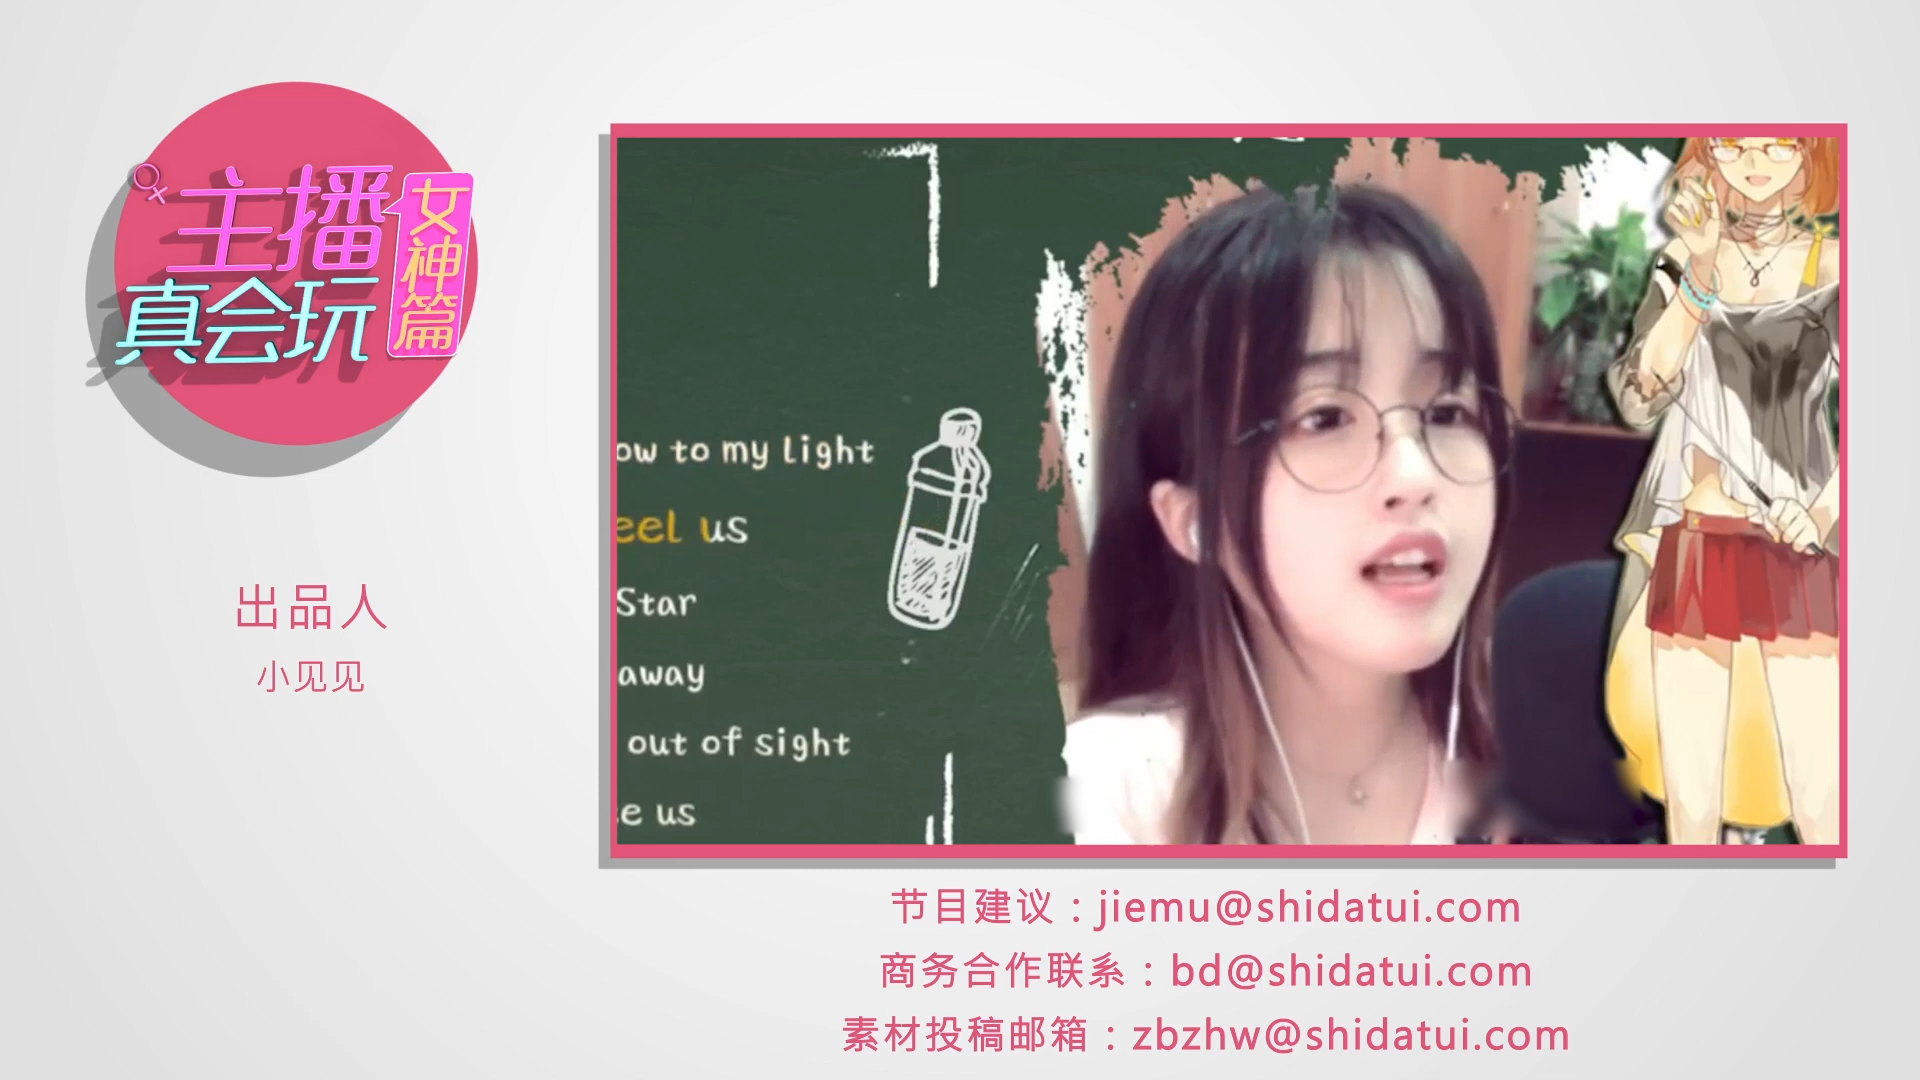 主播
真会玩
女神篇
出品人
小见见
ow to my light
eel us
Star
away
out of sight
e us
节目建议：jiemu@shidatui.com
商务合作联系：bd@shidatui.com
素材投稿邮箱：zbzhw@shidatui.com